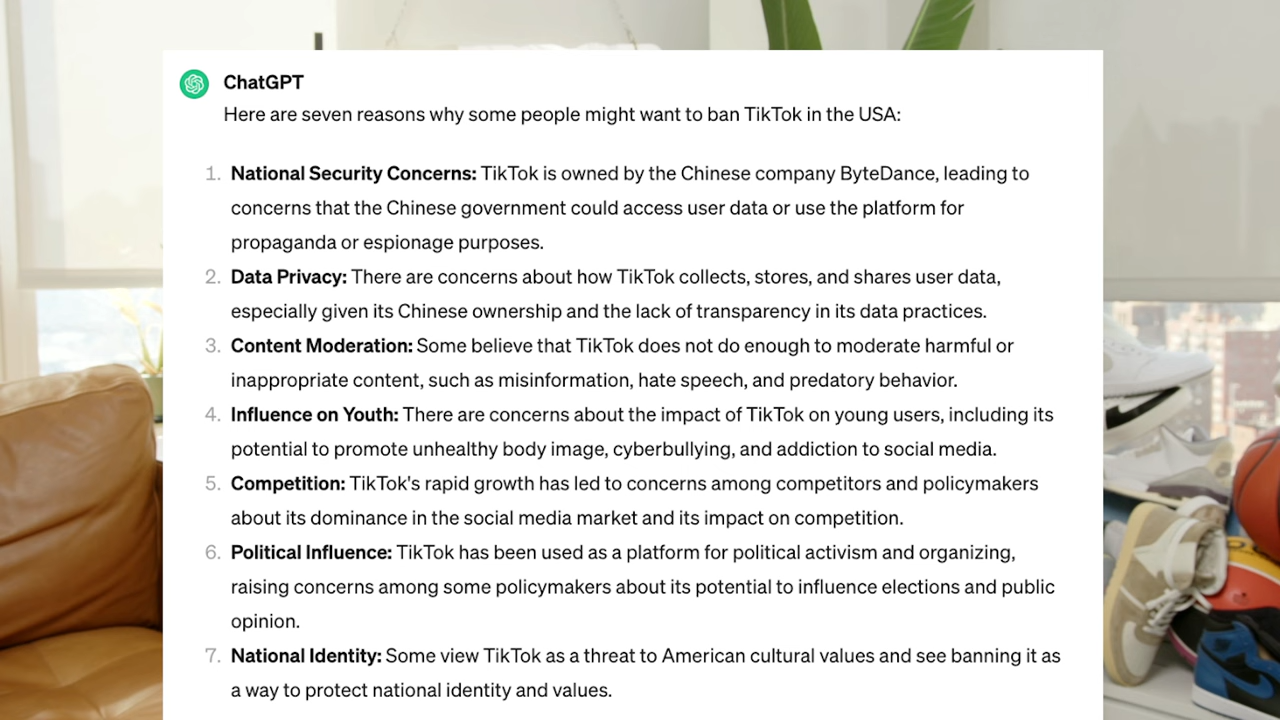 ChatGPT
Here are seven reasons why some people might want to ban TikTok in the USA:
1. National Security Concerns: TikTok is owned by the Chinese company ByteDance, leading to
concerns that the Chinese government could access user data or use the platform for
propaganda or espionage purposes.
2. Data Privacy: There are concerns about how TikTok collects, stores, and shares user data,
especially given its Chinese ownership and the lack of transparency in its data practices.
3. Content Moderation: Some believe that TikTok does not do enough to moderate harmful or
inappropriate content, such as misinformation, hate speech, and predatory behavior.
4. Influence on Youth: There are concerns about the impact of TikTok on young users, including its
potential to promote unhealthy body image, cyberbullying, and addiction to social media.
5. Competition: TikTok's rapid growth has led to concerns among competitors and policymakers
about its dominance in the social media market and its impact on competition.
6. Political Influence: TikTok has been used as a platform for political activism and organizing,
raising concerns among some policymakers about its potential to influence elections and public
opinion.
7. National Identity: Some view TikTok as a threat to American cultural values and see banning it as
a way to protect national identity and values.